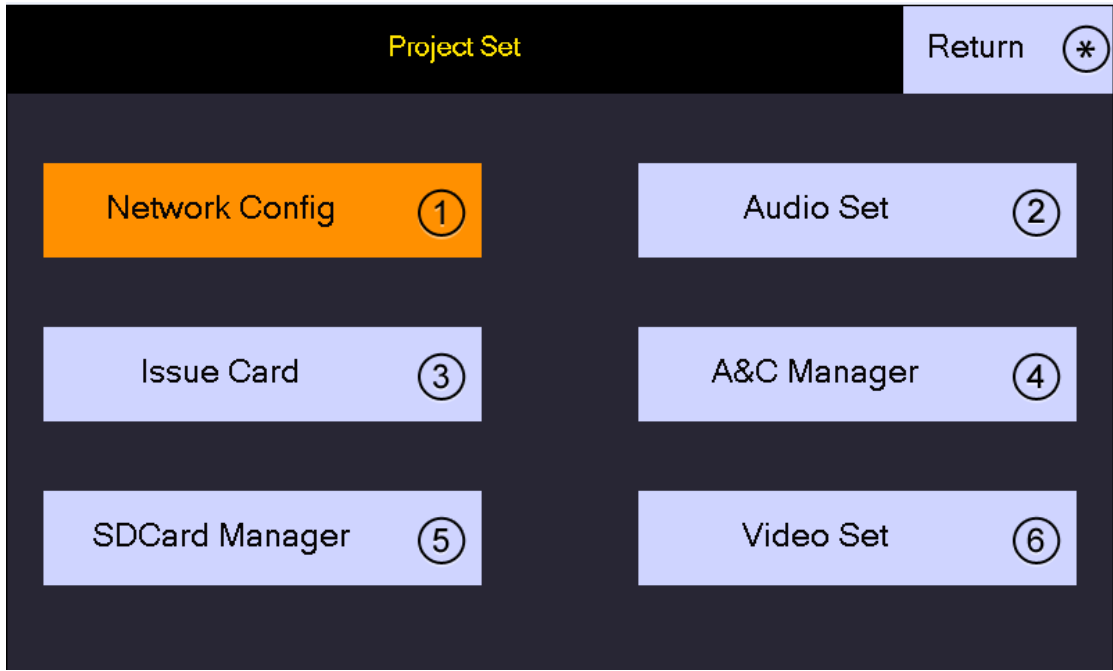 Project Set
Return *
Network Config 1
Audio Set 2
Issue Card 3
A&C Manager 4
SDCard Manager 5
Video Set 6